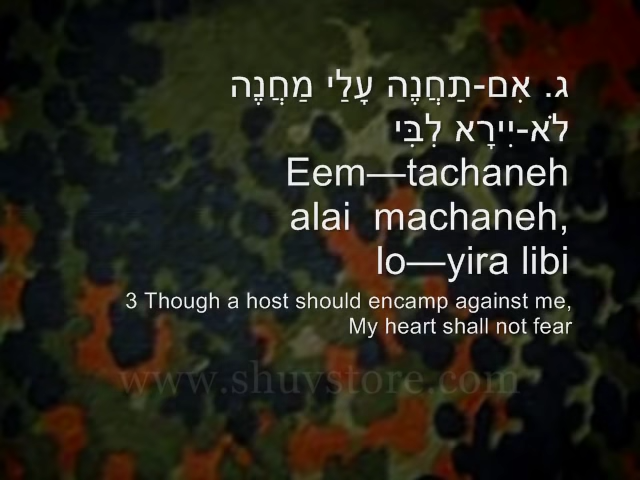 ג. אִם-תַחֲנֶה עָלַי מַחֲנֶה
לֹא-יִירָא לִבִּי
Eem—tachaneh
alai machaneh,
lo—yira libi
3 Though a host should encamp against me,
My heart shall not fear
www.shuvstore.com